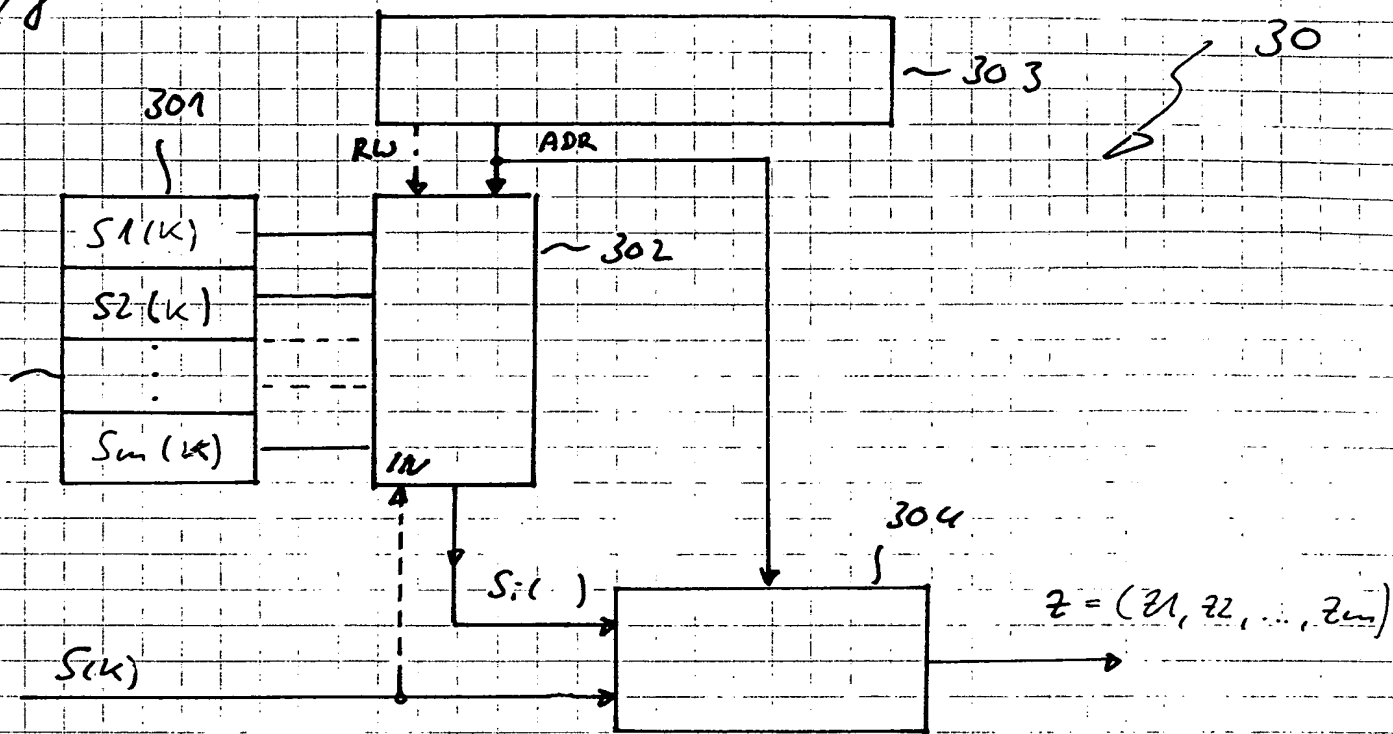 30
303
301
RW
ADR
S1(K)
302
S2(K)
⋮
Sm(K)
IN
304
Si( )
Z = (Z1, Z2, ..., Zm)
S(K)